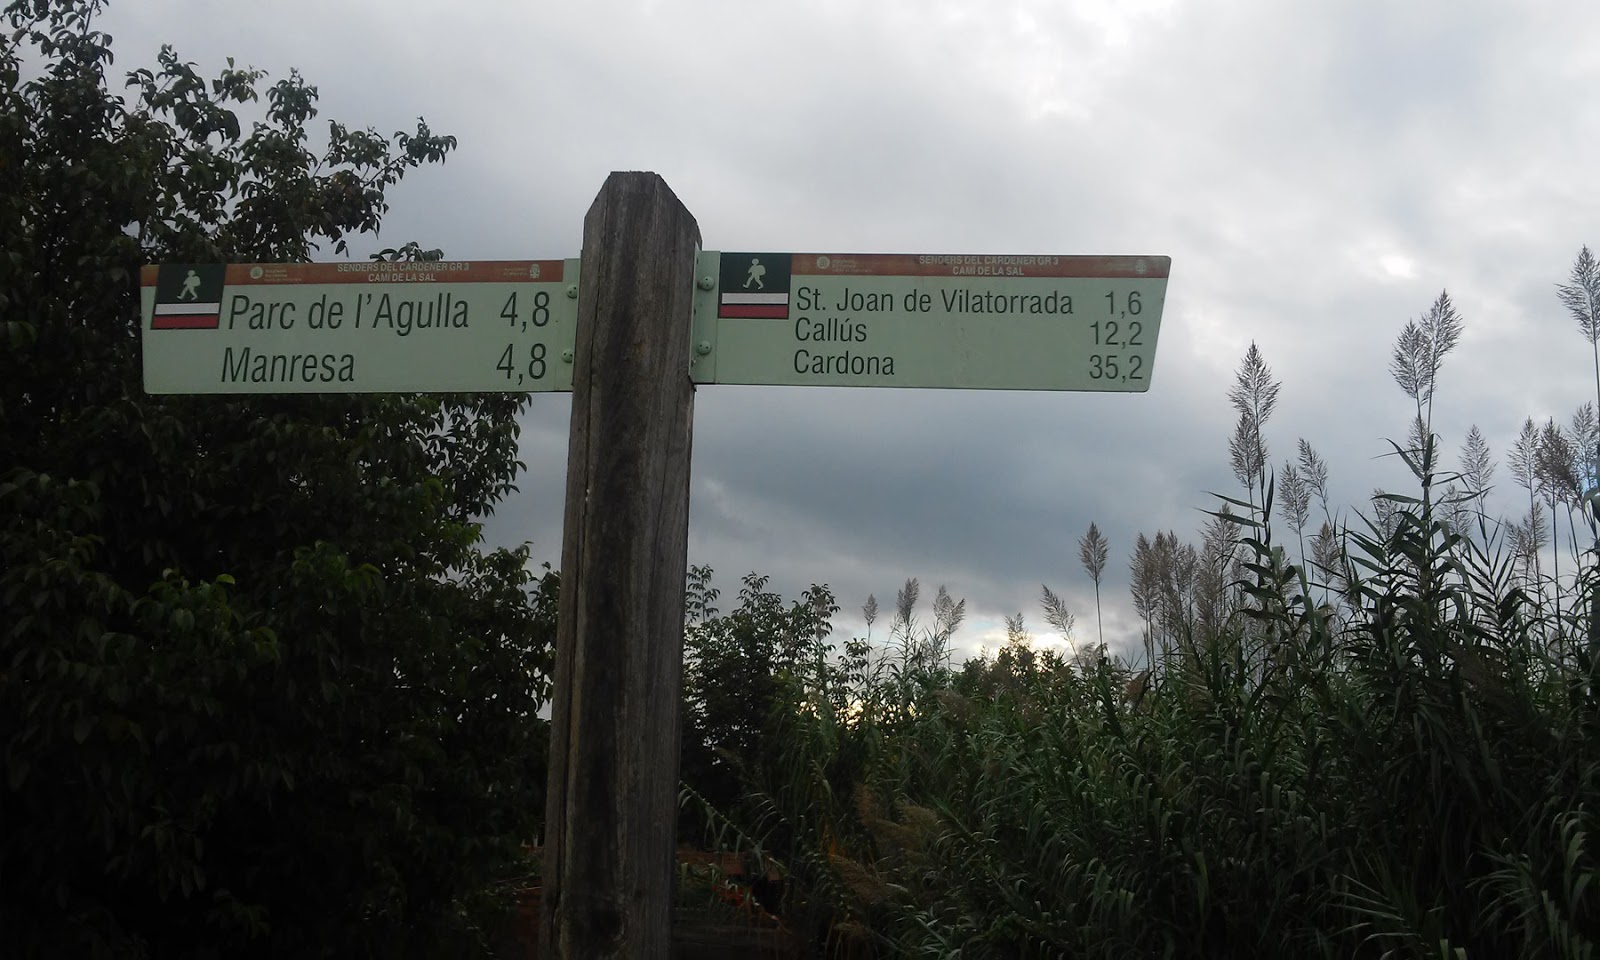 SENDERS DEL CARDENER GR 3
CAMÍ DE LA SAL
Parc de l'Agulla 4,8
Manresa 4,8
SENDERS DEL CARDENER GR 3
CAMÍ DE LA SAL
St. Joan de Vilatorrada 1,6
Callús 12,2
Cardona 35,2